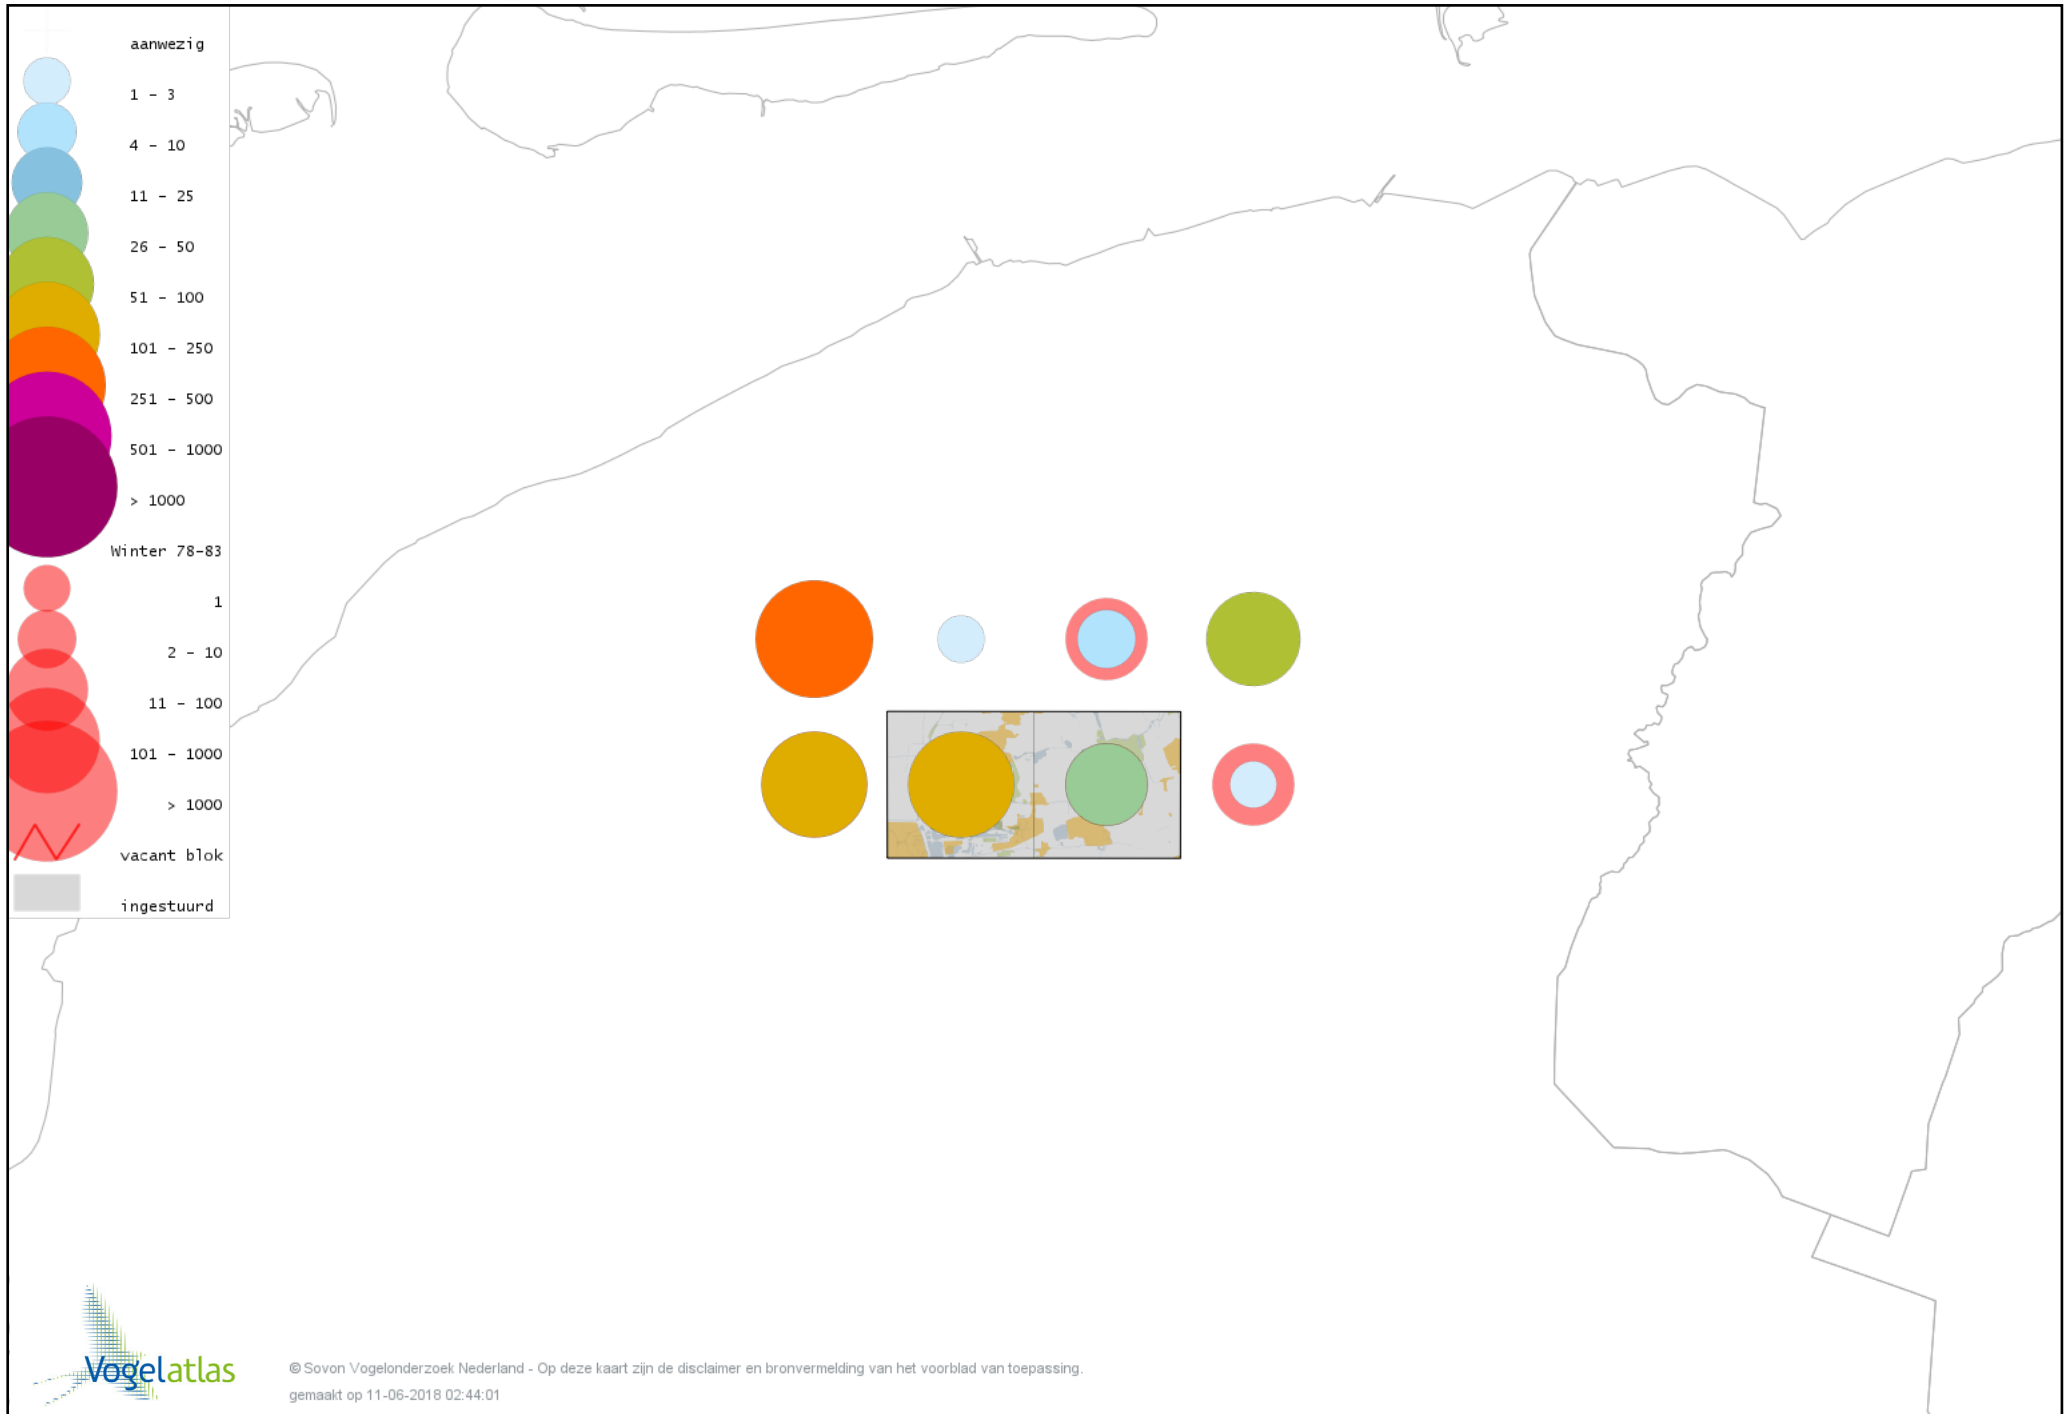 aanwezig
1 - 3
4 - 10
11 - 25
26 - 50
51 - 100
101 - 250
251 - 500
501 - 1000
> 1000
Winter 78-83
1
2 - 10
11 - 100
101 - 1000
> 1000
vacant blok
ingestuurd
Vogelatlas
© Sovon Vogelonderzoek Nederland - Op deze kaart zijn de disclaimer en bronvermelding van het voorblad van toepassing.
gemaakt op 11-06-2018 02:44:01